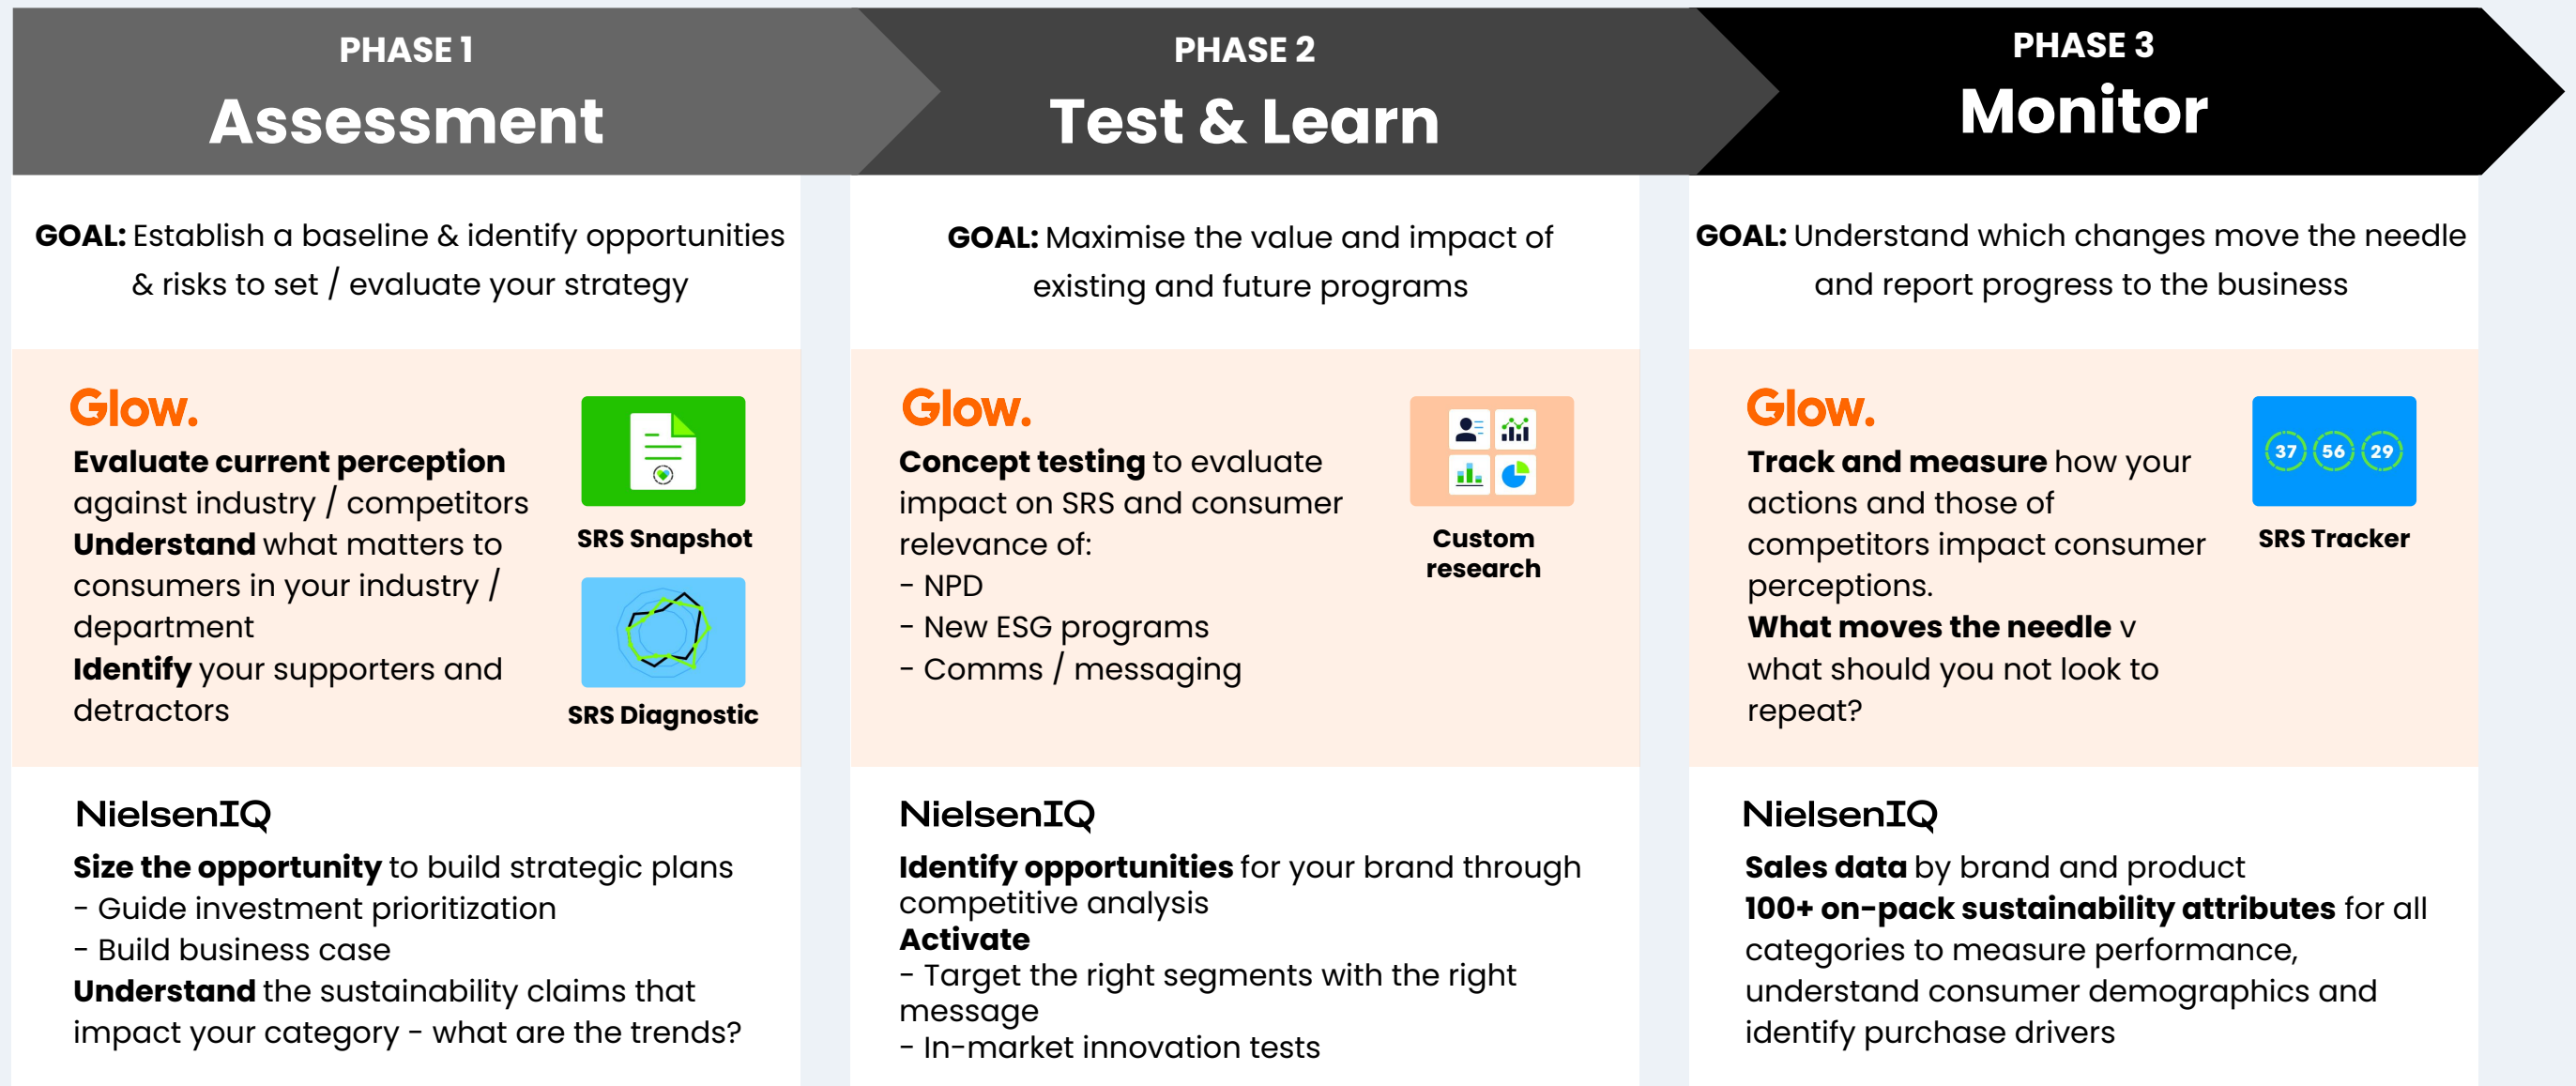 PHASE 1
Assessment
GOAL: Establish a baseline & identify opportunities
& risks to set / evaluate your strategy
Glow.
Evaluate current perception
against industry / competitors
Understand what matters to
consumers in your industry /
department
Identify your supporters and
detractors
SRS Snapshot
SRS Diagnostic
NielsenIQ
Size the opportunity to build strategic plans
- Guide investment prioritization
- Build business case
Understand the sustainability claims that
impact your category - what are the trends?
PHASE 2
Test & Learn
GOAL: Maximise the value and impact of
existing and future programs
Glow.
Concept testing to evaluate
impact on SRS and consumer
relevance of:
- NPD
- New ESG programs
- Comms / messaging
Custom
research
NielsenIQ
Identify opportunities for your brand through
competitive analysis
Activate
- Target the right segments with the right
message
- In-market innovation tests
PHASE 3
Monitor
GOAL: Understand which changes move the needle
and report progress to the business
Glow.
Track and measure how your
actions and those of
competitors impact consumer
perceptions.
What moves the needle v
what should you not look to
repeat?
37 56 29
SRS Tracker
NielsenIQ
Sales data by brand and product
100+ on-pack sustainability attributes for all
categories to measure performance,
understand consumer demographics and
identify purchase drivers